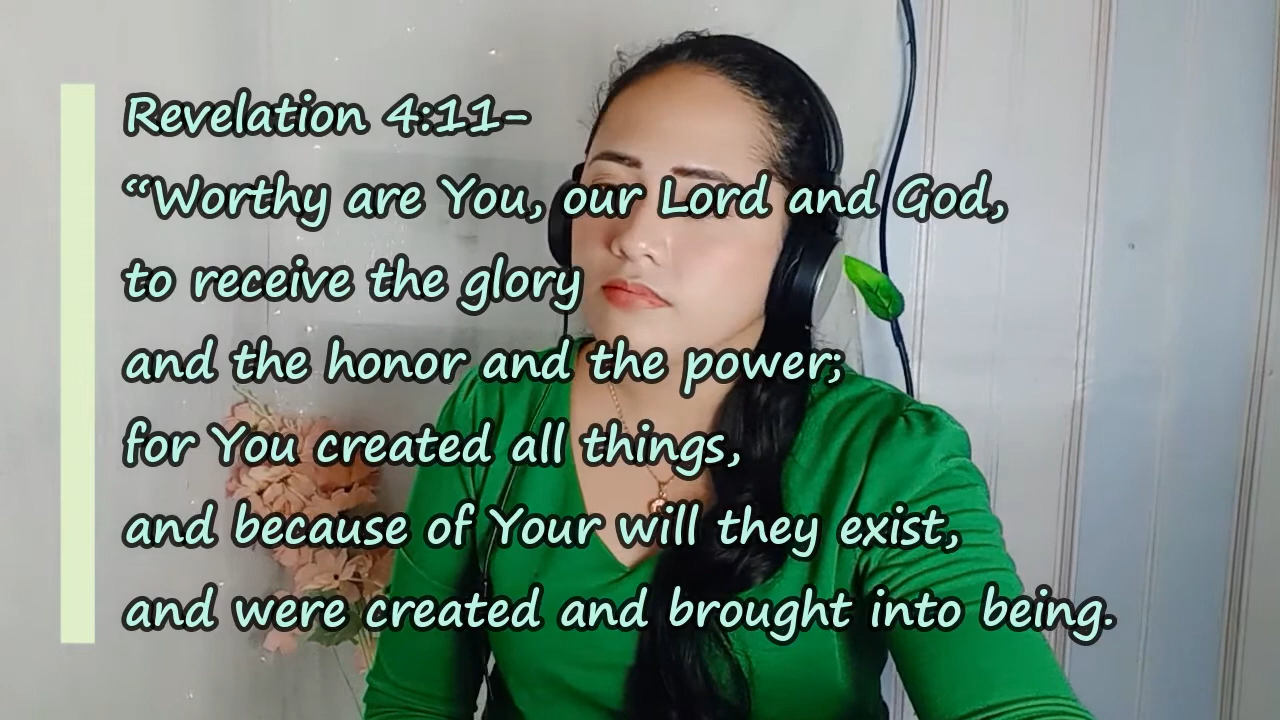 Revelation 4:11-
“Worthy are You, our Lord and God,
to receive the glory
and the honor and the power;
for You created all things,
and because of Your will they exist,
and were created and brought into being.